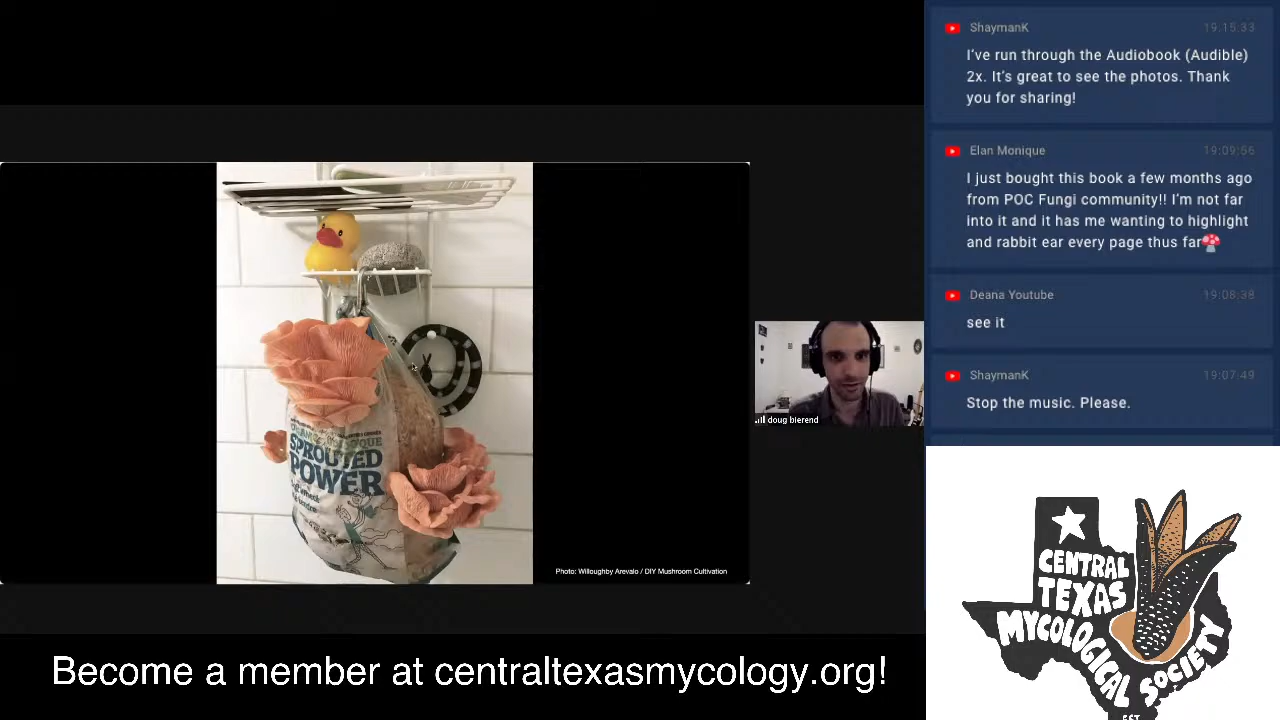 SPROUTED
POWER
Photo: Willoughby Arevalo / DIY Mushroom Cultivation
doug bierend
Become a member at centraltexasmycology.org!
ShaymanK 19:15:33
I've run through the Audiobook (Audible)
2x. It's great to see the photos. Thank
you for sharing!
Elan Monique 19:09:56
I just bought this book a few months ago
from POC Fungi community!! I'm not far
into it and it has me wanting to highlight
and rabbit ear every page thus far🍄
Deana Youtube 19:08:38
see it
ShaymanK 19:07:49
Stop the music. Please.
CENTRAL
TEXAS
MYCOLOGICAL
SOCIETY
EST